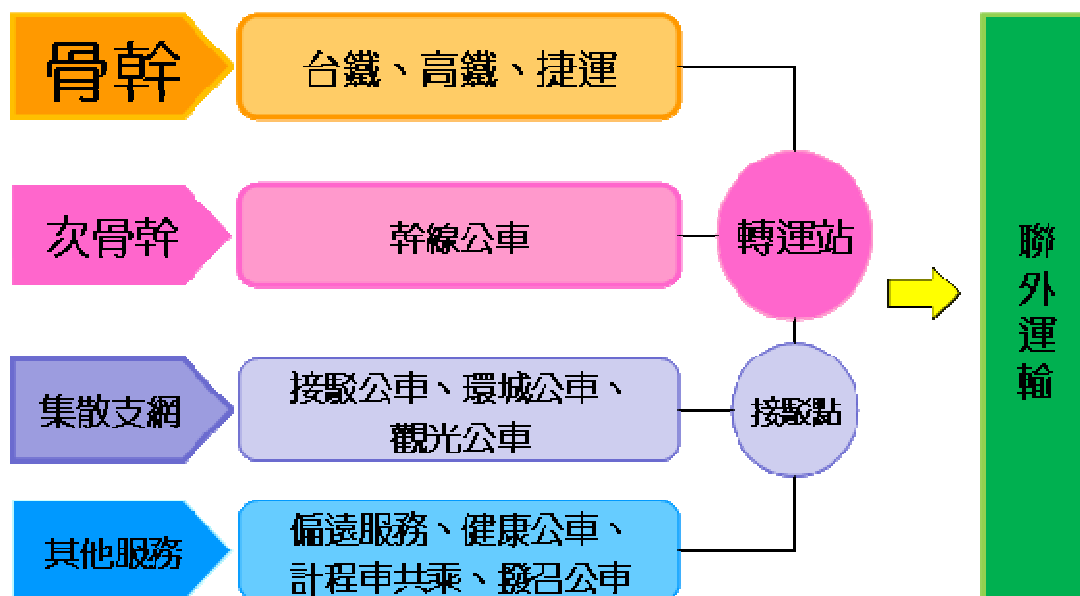 骨幹
台鐵、高鐵、捷運
次骨幹
幹線公車
轉運站
集散支網
接駁公車、環城公車、
觀光公車
接駁點
其他服務
偏遠服務、健康公車、
計程車共乘、撥召公車
聯外運輸